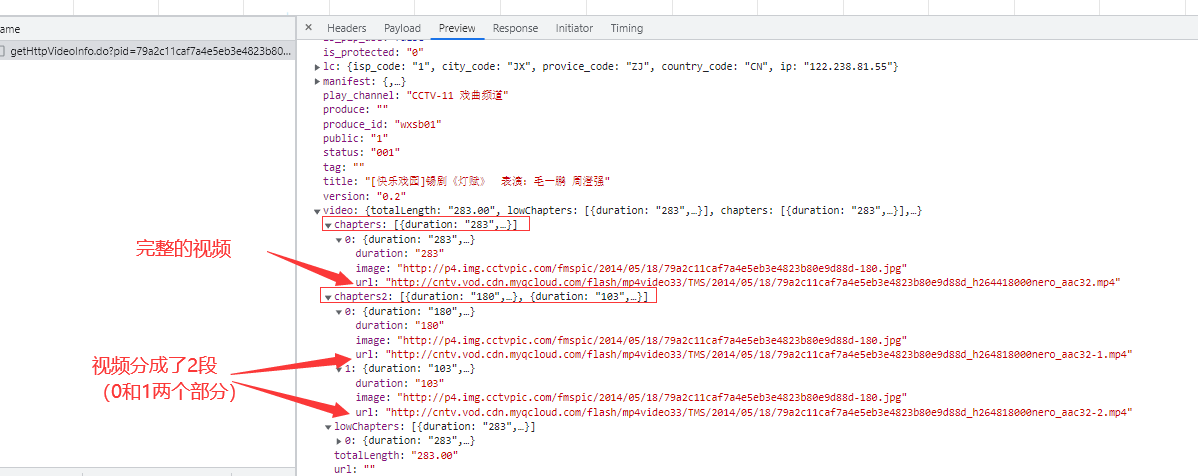 ame
× Headers Payload Preview Response Initiator Timing
getHttpVideoInfo.do?pid=79a2c11caf7a4e5eb3e4823b80...
is_protected: "0"
▶lc: {isp_code: "1", city_code: "JX", provice_code: "ZJ", country_code: "CN", ip: "122.238.81.55"}
▶manifest: {,…}
play_channel: "CCTV-11 戏曲频道"
produce: ""
produce_id: "wxsb01"
public: "1"
status: "001"
tag: ""
title: "[快乐戏园]锡剧《灯赋》 表演：毛一鹏 周澄强"
version: "0.2"
▼video: {totalLength: "283.00", lowChapters: [{duration: "283",…}], chapters: [{duration: "283",…}],…}
▼chapters: [{duration: "283",…}]
▼0: {duration: "283",…}
完整的视频
duration: "283"
image: "http://p4.img.cctvpic.com/fmspic/2014/05/18/79a2c11caf7a4e5eb3e4823b80e9d88d-180.jpg"
url: "http://cntv.vod.cdn.myqcloud.com/flash/mp4video33/TMS/2014/05/18/79a2c11caf7a4e5eb3e4823b80e9d88d_h264418000nero_aac32.mp4"
▼chapters2: [{duration: "180",…}, {duration: "103",…}]
▼0: {duration: "180",…}
duration: "180"
image: "http://p4.img.cctvpic.com/fmspic/2014/05/18/79a2c11caf7a4e5eb3e4823b80e9d88d-180.jpg"
url: "http://cntv.vod.cdn.myqcloud.com/flash/mp4video33/TMS/2014/05/18/79a2c11caf7a4e5eb3e4823b80e9d88d_h264818000nero_aac32-1.mp4"
视频分成了2段
▼1: {duration: "103",…}
duration: "103"
（0和1两个部分）
image: "http://p4.img.cctvpic.com/fmspic/2014/05/18/79a2c11caf7a4e5eb3e4823b80e9d88d-180.jpg"
url: "http://cntv.vod.cdn.myqcloud.com/flash/mp4video33/TMS/2014/05/18/79a2c11caf7a4e5eb3e4823b80e9d88d_h264818000nero_aac32-2.mp4"
▼lowChapters: [{duration: "283",…}]
▶0: {duration: "283",…}
totalLength: "283.00"
url: ""